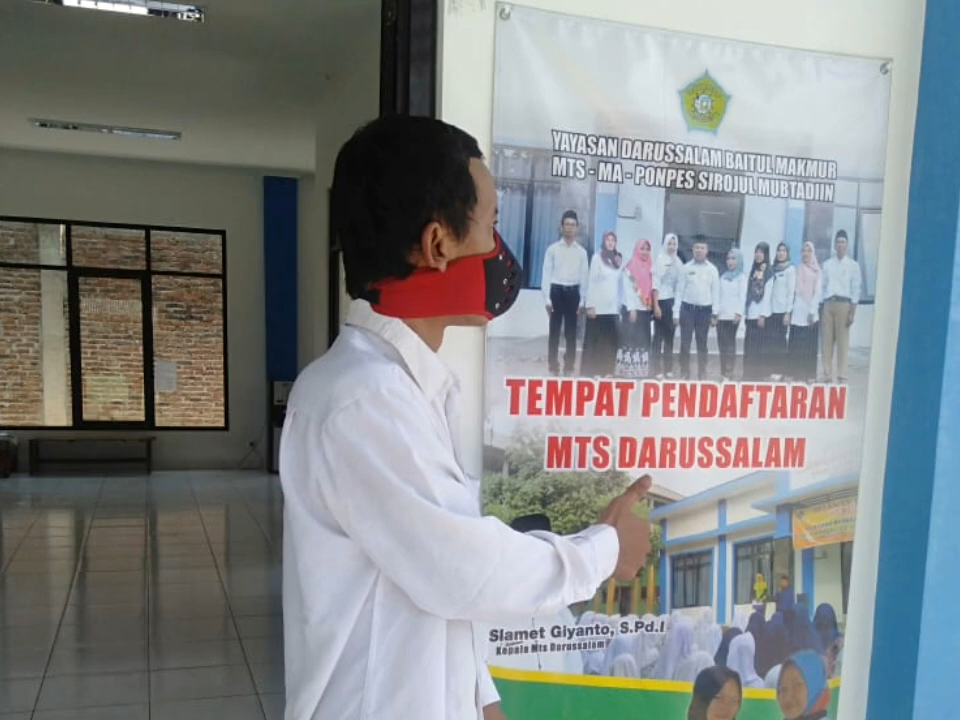 YAYASAN DARUSSALAM BAITUL MAKMUR
MTS - MA - PONPES SIROJUL MUBTADIIN
TEMPAT PENDAFTARAN
MTS DARUSSALAM
Slamet Giyanto, S.Pd.I
Kepala Mts Darussalam